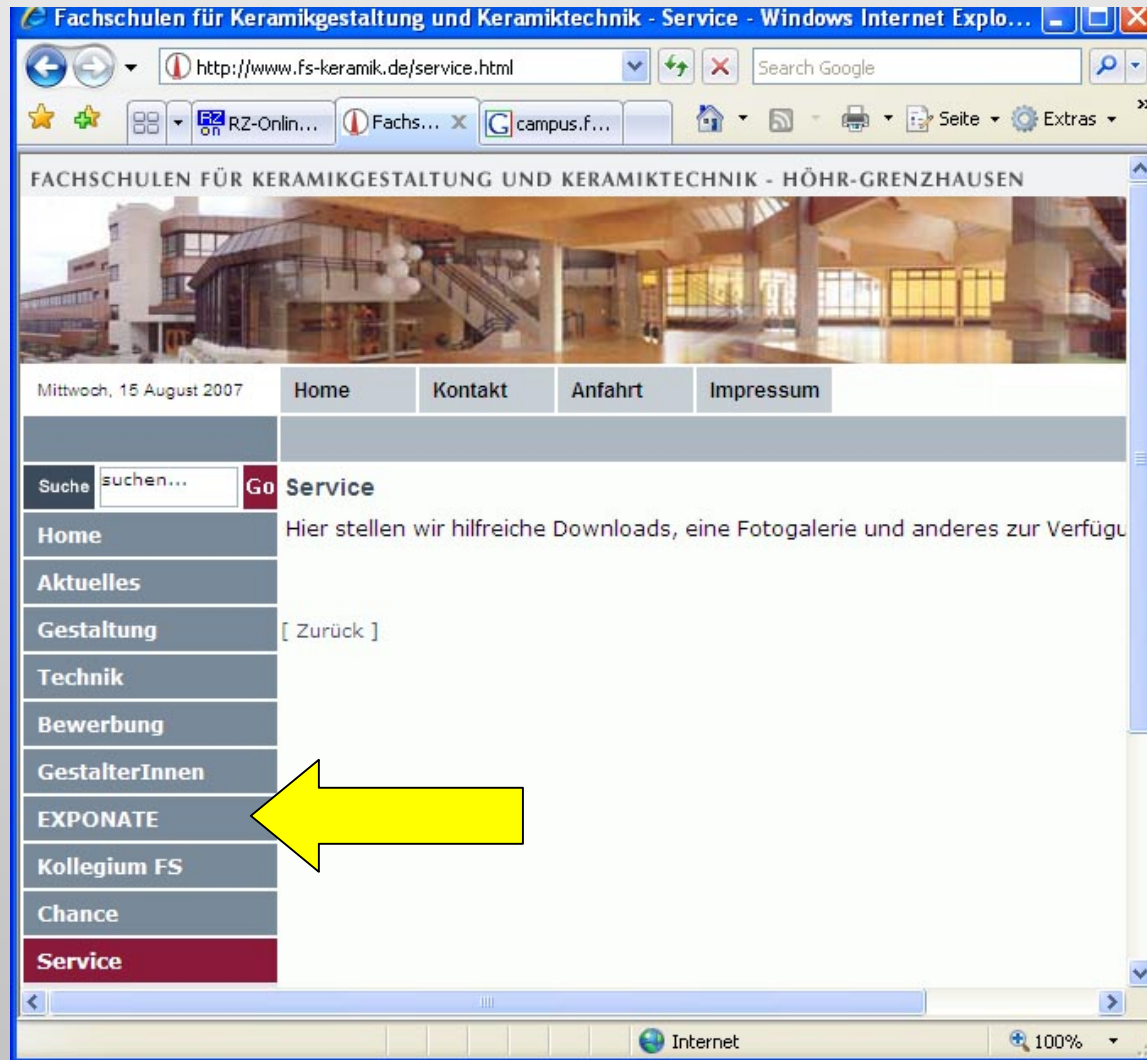 Fachschulen für Keramikgestaltung und Keramiktechnik - Service - Windows Internet Explo...
http://www.fs-keramik.de/service.html
Search Google
RZ on RZ-Onlin...
Fachs...
G campus.f...
Seite
Extras
FACHSCHULEN FÜR KERAMIKGESTALTUNG UND KERAMIKTECHNIK - HÖHR-GRENZHAUSEN
Mittwoch, 15 August 2007
Home Kontakt Anfahrt Impressum
Suche suchen... Go
Service
Hier stellen wir hilfreiche Downloads, eine Fotogalerie und anderes zur Verfügu
[ Zurück ]
Home
Aktuelles
Gestaltung
Technik
Bewerbung
GestalterInnen
EXPONATE
Kollegium FS
Chance
Service
Internet
100%